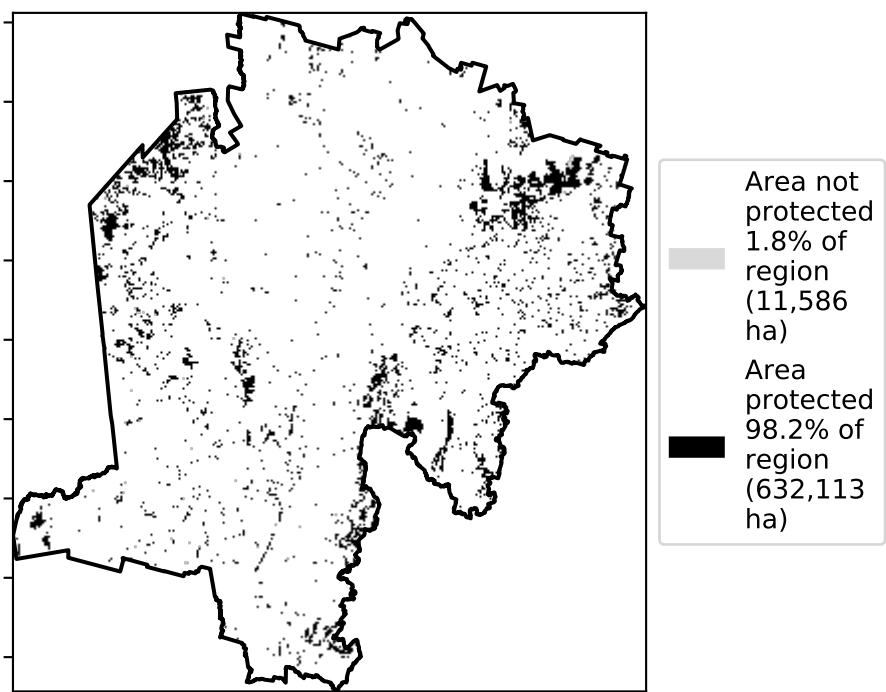 Area not
protected
1.8% of
region
(11,586
ha)
Area
protected
98.2% of
region
(632,113
ha)